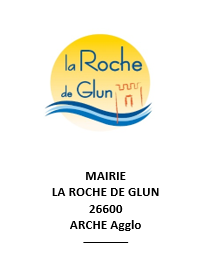 la Roche
de Glun
MAIRIE
LA ROCHE DE GLUN
26600
ARCHE Agglo